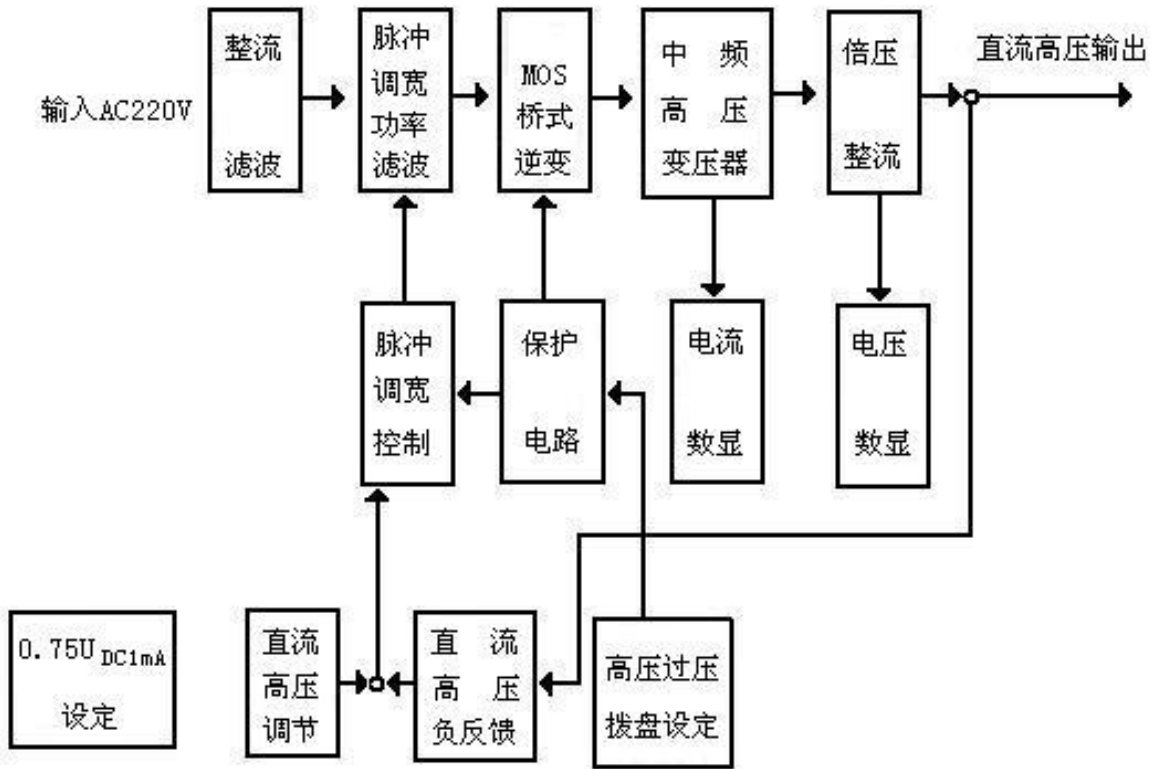 输入AC220V
整流
滤波
脉冲
调宽
功率
滤波
MOS
桥式
逆变
中 频
高 压
变压器
倍压
整流
直流高压输出
脉冲
调宽
控制
保护
电路
电流
数显
电压
数显
0.75U DC1mA
设定
直流
高压
调节
直 流
高 压
负反馈
高压过压
拨盘设定